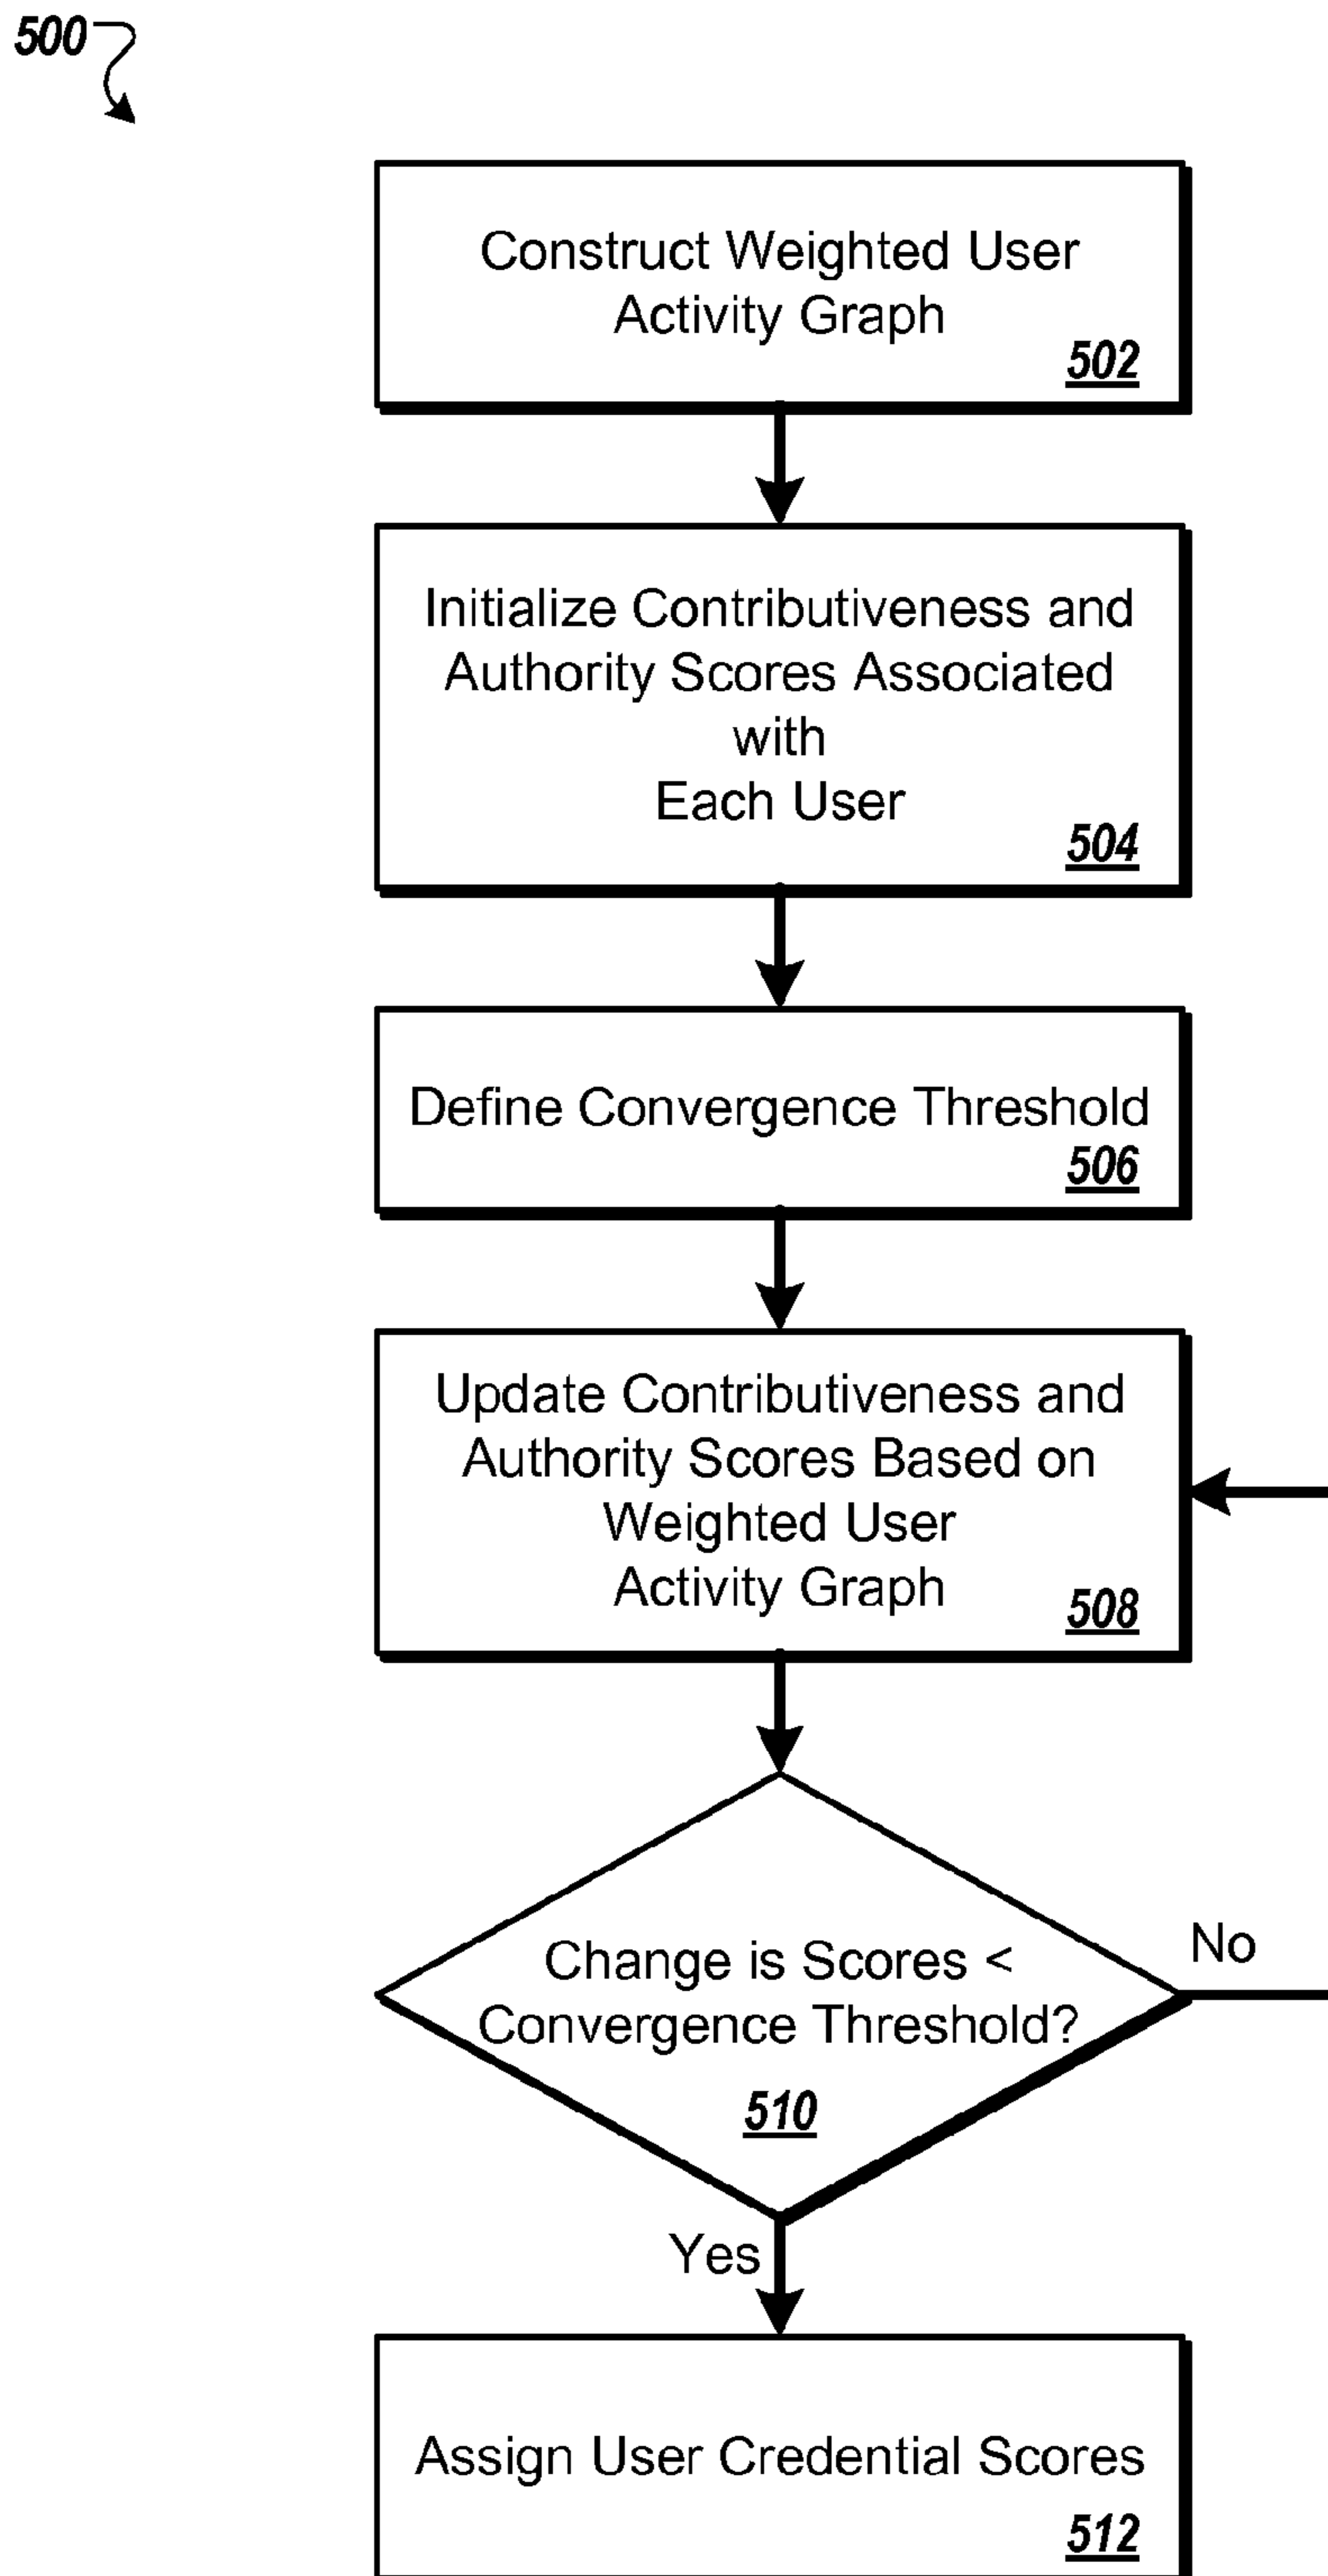 500
Construct Weighted User
Activity Graph
502
Initialize Contributiveness and
Authority Scores Associated
with
Each User
504
Define Convergence Threshold
506
Update Contributiveness and
Authority Scores Based on
Weighted User
Activity Graph
508
Change is Scores <
Convergence Threshold?
510
No
Yes
Assign User Credential Scores
512